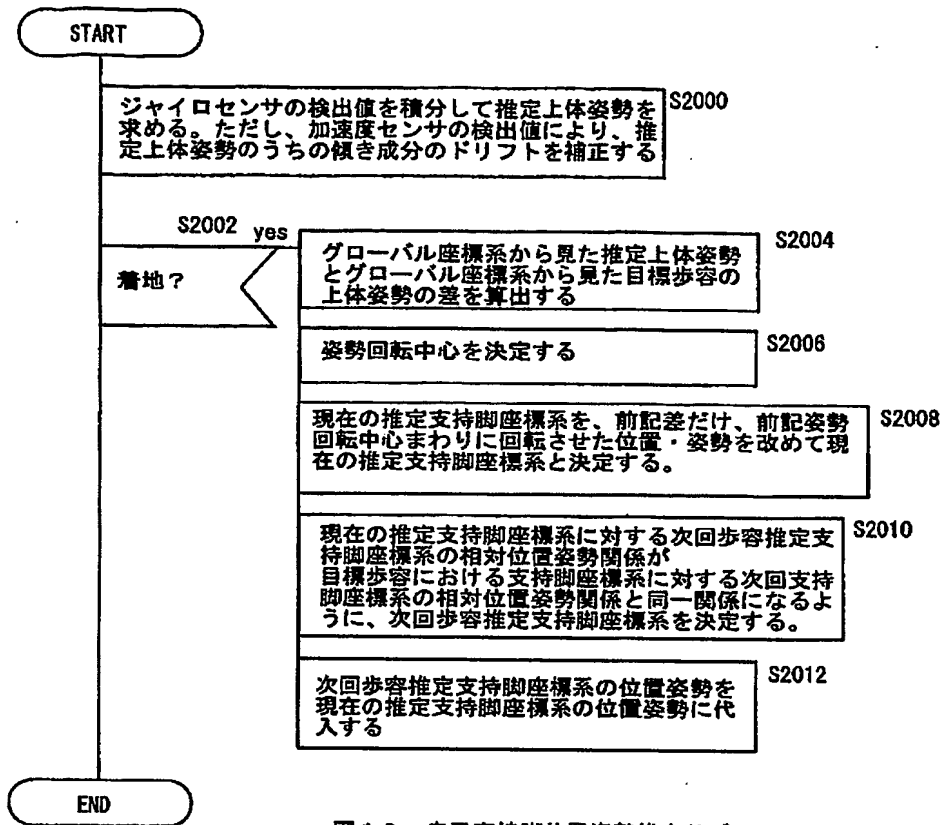 START
ジャイロセンサの検出値を積分して推定上体姿勢を
求める。ただし、加速度センサの検出値により、推
定上体姿勢のうちの傾き成分のドリフトを補正する
S2000
S2002
yes
着地？
グローバル座標系から見た推定上体姿勢
とグローバル座標系から見た目標歩容の
上体姿勢の差を算出する
S2004
姿勢回転中心を決定する
S2006
現在の推定支持脚座標系を、前記差だけ、前記姿勢
回転中心まわりに回転させた位置・姿勢を改めて現
在の推定支持脚座標系と決定する。
S2008
現在の推定支持脚座標系に対する次回歩容推定支
持脚座標系の相対位置姿勢関係が
目標歩容における支持脚座標系に対する次回支持
脚座標系の相対位置姿勢関係と同一関係になるよ
うに、次回歩容推定支持脚座標系を決定する。
S2010
次回歩容推定支持脚座標系の位置姿勢を
現在の推定支持脚座標系の位置姿勢に代
入する
S2012
END